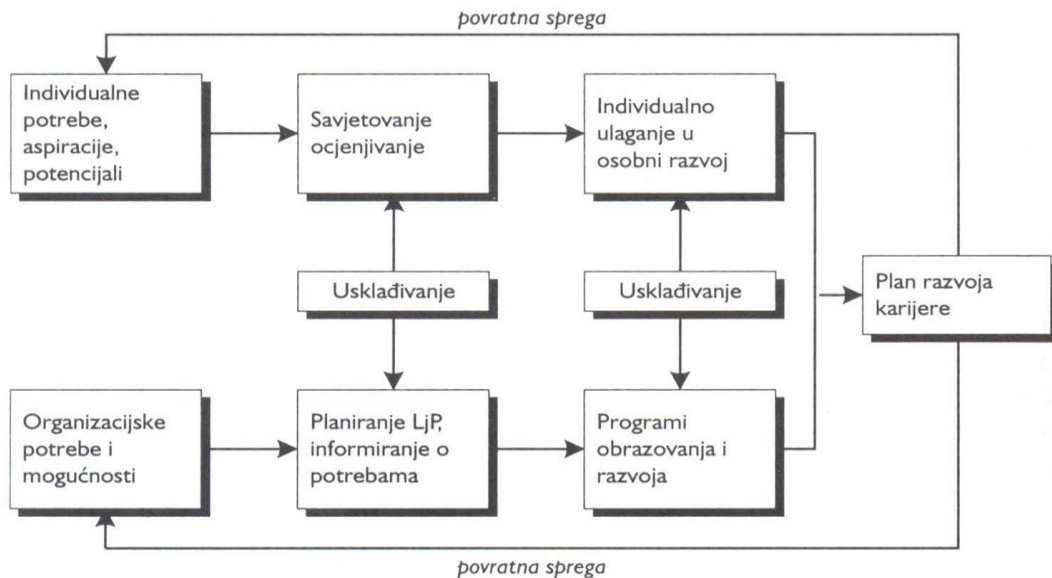 povratna sprega
Individualne
potrebe,
aspiracije,
potencijali
Savjetovanje
ocjenjivanje
Individualno
ulaganje u
osobni razvoj
Usklađivanje
Usklađivanje
Plan razvoja
karijere
Organizacijske
potrebe i
mogućnosti
Planiranje LjP,
informiranje o
potrebama
Programi
obrazovanja i
razvoja
povratna sprega